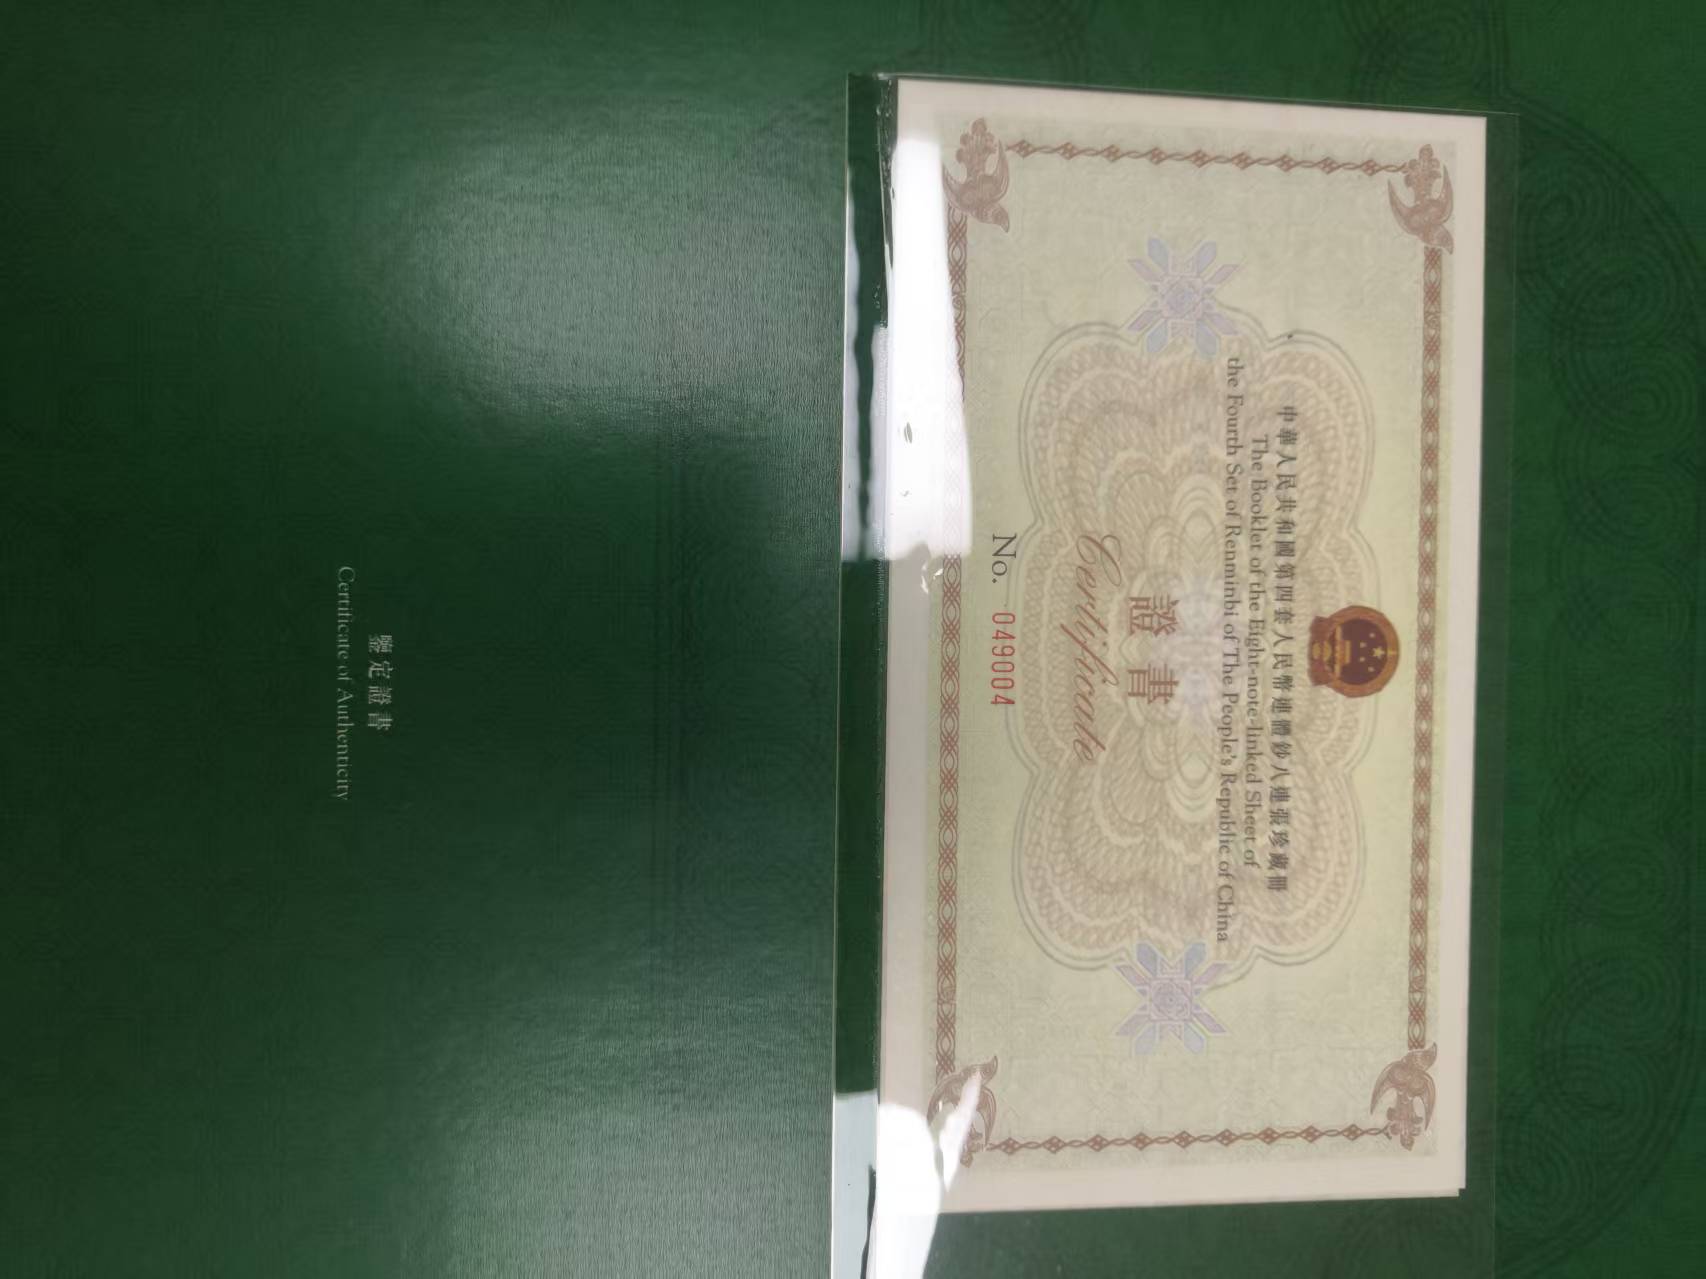 中華人民共和國第四套人民幣連體鈔八連張珍藏冊
The Booklet of the Eight-note-linked Sheet of
the Fourth Set of Renminbi of The People's Republic of China
證書
Certificate
No. 049004
鑒定證書
Certificate of Authenticity